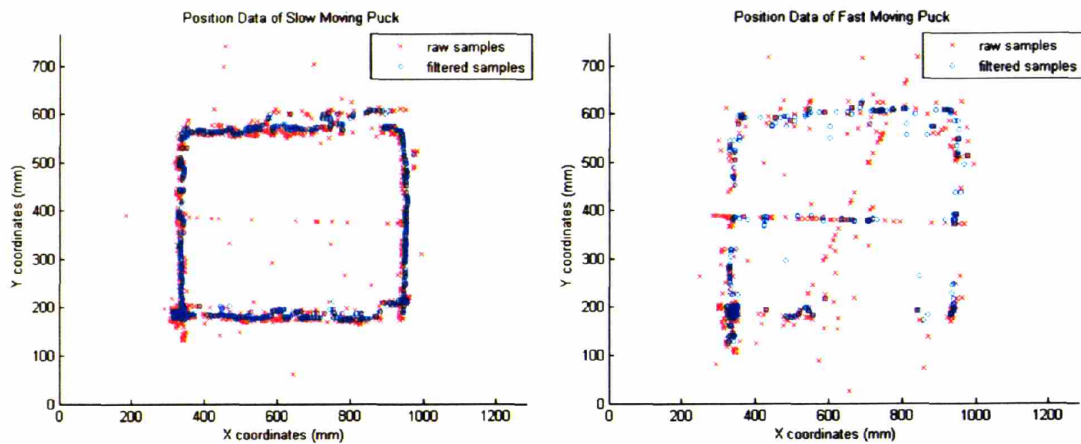 Position Data of Slow Moving Puck
raw samples
filtered samples
700
600
500
400
300
200
100
0
0 200 400 600 800 1000 1200
Y coordinates (mm)
X coordinates (mm)
Position Data of Fast Moving Puck
raw samples
filtered samples
700
600
500
400
300
200
100
0
0 200 400 600 800 1000 1200
Y coordinates (mm)
X coordinates (mm)